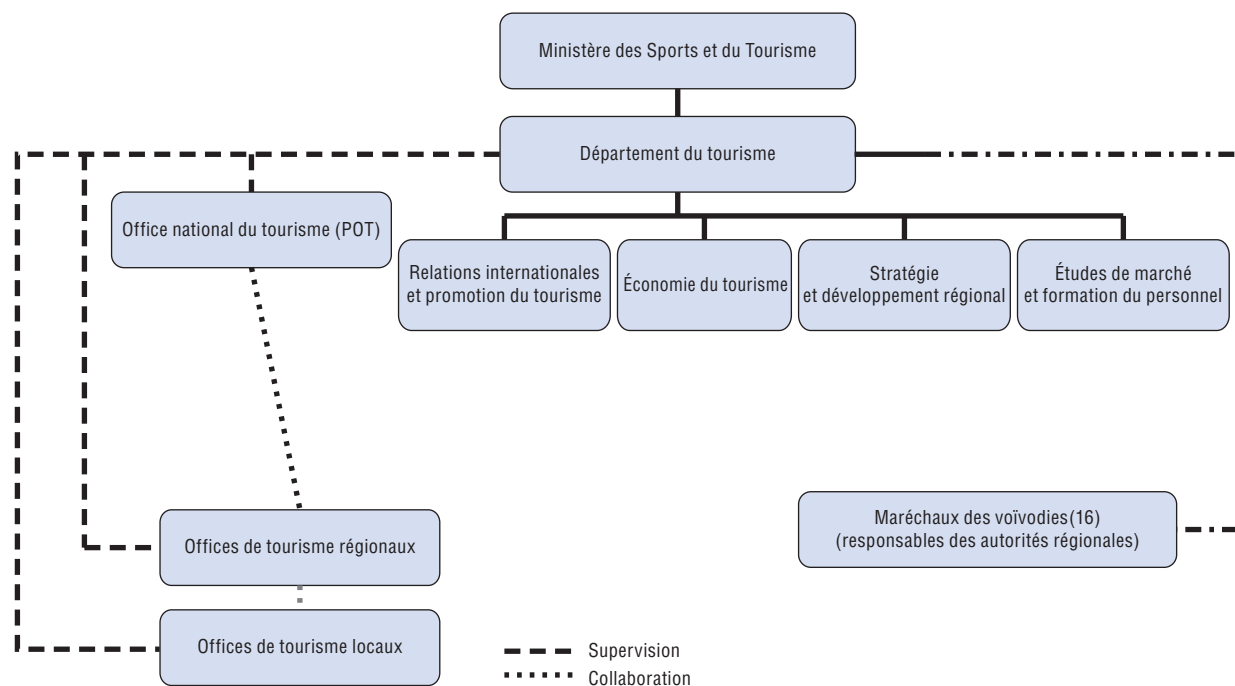 Ministère des Sports et du Tourisme
Département du tourisme
Office national du tourisme (POT)
Relations internationales
et promotion du tourisme
Économie du tourisme
Stratégie
et développement régional
Études de marché
et formation du personnel
Offices de tourisme régionaux
Maréchaux des voïvodies (16)
(responsables des autorités régionales)
Offices de tourisme locaux
Supervision
Collaboration